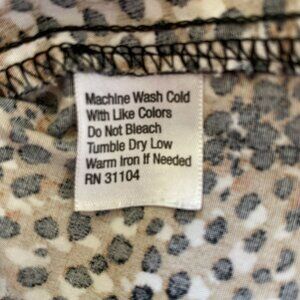 Machine Wash Cold
With Like Colors
Do Not Bleach
Tumble Dry Low
Warm Iron If Needed
RN 31104